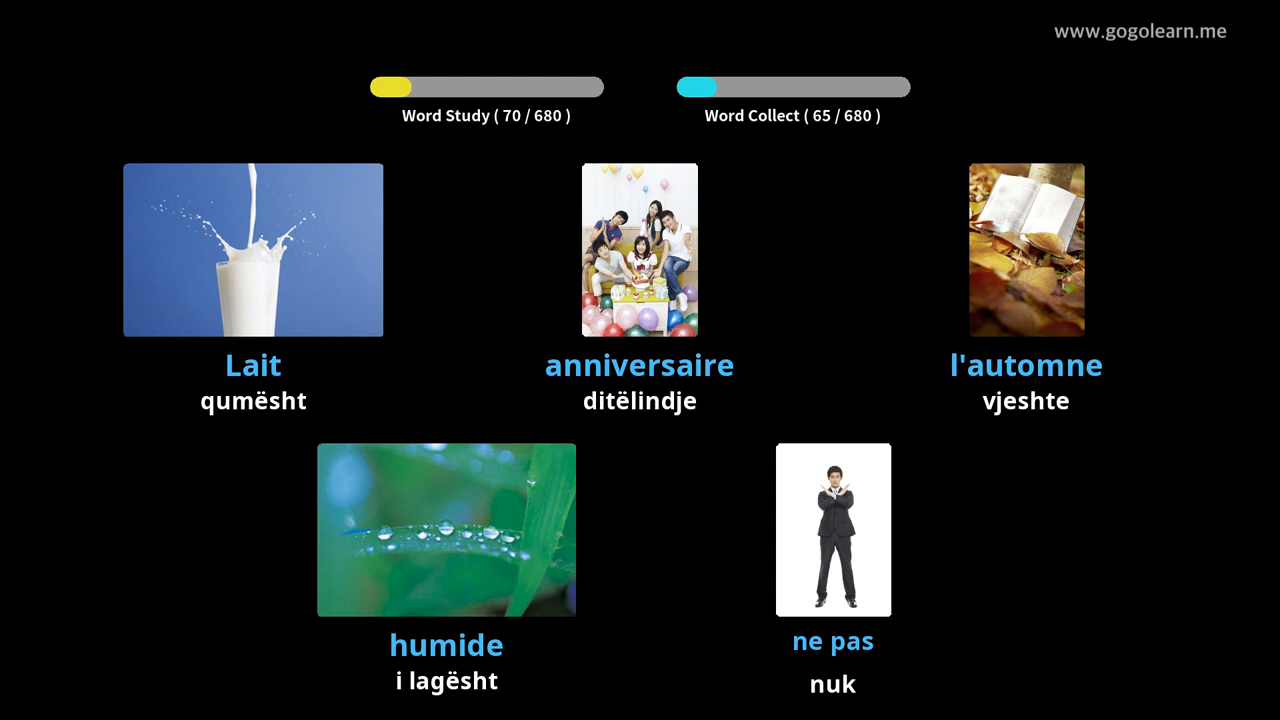 www.gogolearn.me
Word Study ( 70 / 680 )
Word Collect ( 65 / 680 )
Lait
qumësht
anniversaire
ditëlindje
l'automne
vjeshte
humide
i lagësht
ne pas
nuk